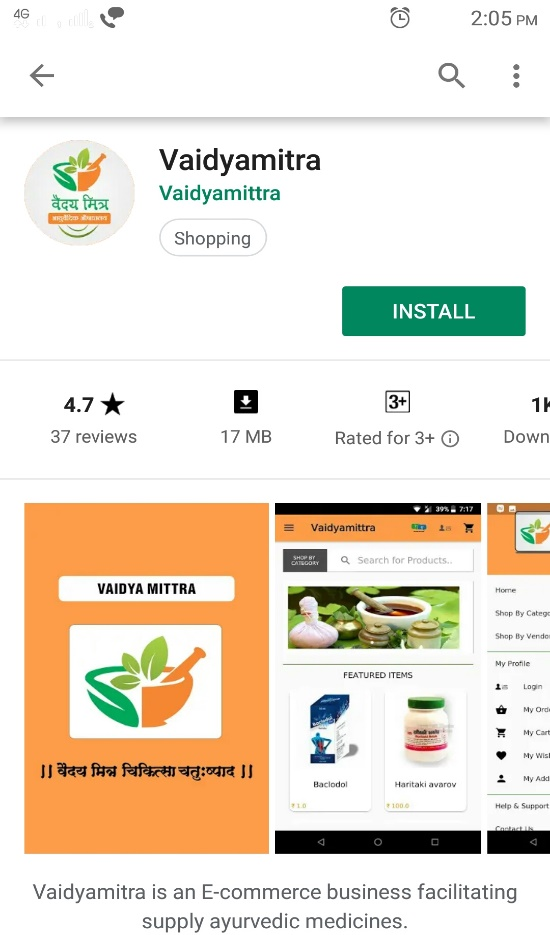 4G 2:05 PM
Vaidyamitra
वैदय मित्र
Vaidyamittra
Shopping
INSTALL
4.7 ★ 3+ 1K
37 reviews 17 MB Rated for 3+ Down
39% 7:17
VAIDYA MITTRA
|| वैदय मित्र चिकित्सा चतुःष्पाद ||
Vaidyamittra
SHOP BY CATEGORY
Search for Products..
FEATURED ITEMS
Baclodol Haritaki avarov
₹1.0 ₹100.0
Home
Shop By Catego
Shop By Vendo
My Profile
Login
My Orde
My Cart
My Wis
My Add
Help & Support
Contact Us
Vaidyamitra is an E-commerce business facilitating
supply ayurvedic medicines.